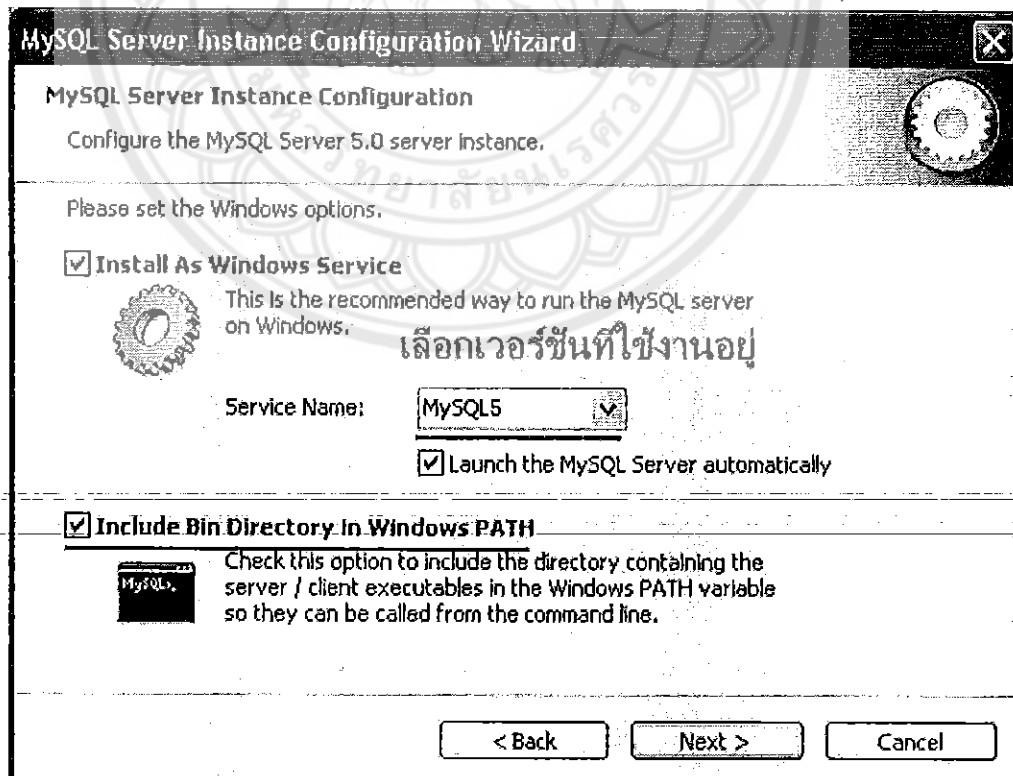 MySQL Server Instance Configuration Wizard
MySQL Server Instance Configuration
Configure the MySQL Server 5.0 server instance.
Please set the Windows options.
Install As Windows Service
This is the recommended way to run the MySQL server
on Windows.
เลือกเวอร์ชันที่ใช้งานอยู่
Service Name: MySQL5
Launch the MySQL Server automatically
Include Bin Directory in Windows PATH
Check this option to include the directory containing the
server / client executables in the Windows PATH variable
so they can be called from the command line.
MySQL>
< Back Next > Cancel